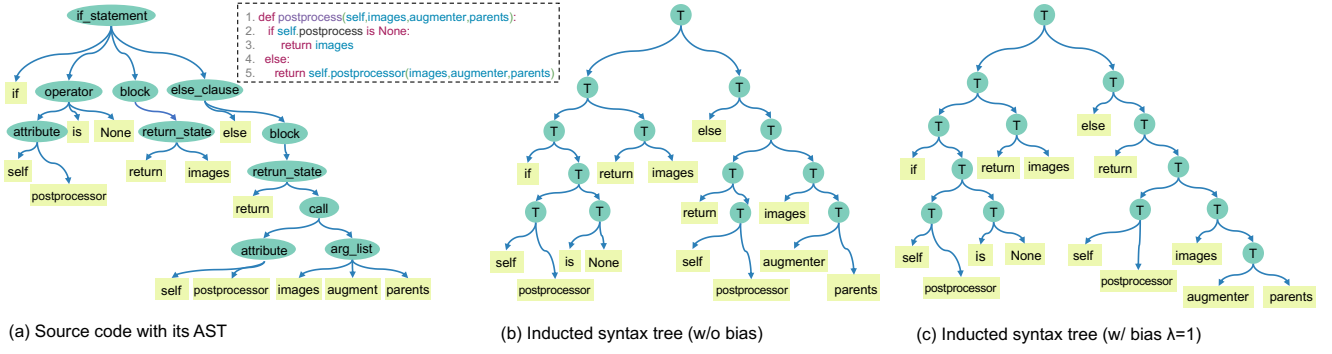 if_statement
1. def postprocess(self,images,augmenter,parents):
2. if self.postprocess is None:
3. return images
4. else:
5. return self.postprocessor(images,augmenter,parents)
if
operator
block
else_clause
attribute
is
None
return_state
else
block
self
return
images
retrun_state
postprocessor
return
call
attribute
arg_list
self
postprocessor
images
augment
parents
(a) Source code with its AST
T
T
T
T
T
else
T
if
T
return
images
T
T
T
return
T
images
T
self
is
None
self
augmenter
postprocessor
postprocessor
parents
(b) Inducted syntax tree (w/o bias)
T
T
T
T
T
else
T
if
T
return
images
return
T
T
T
T
T
self
is
None
self
images
T
postprocessor
postprocessor
augmenter
parents
(c) Inducted syntax tree (w/ bias λ=1)